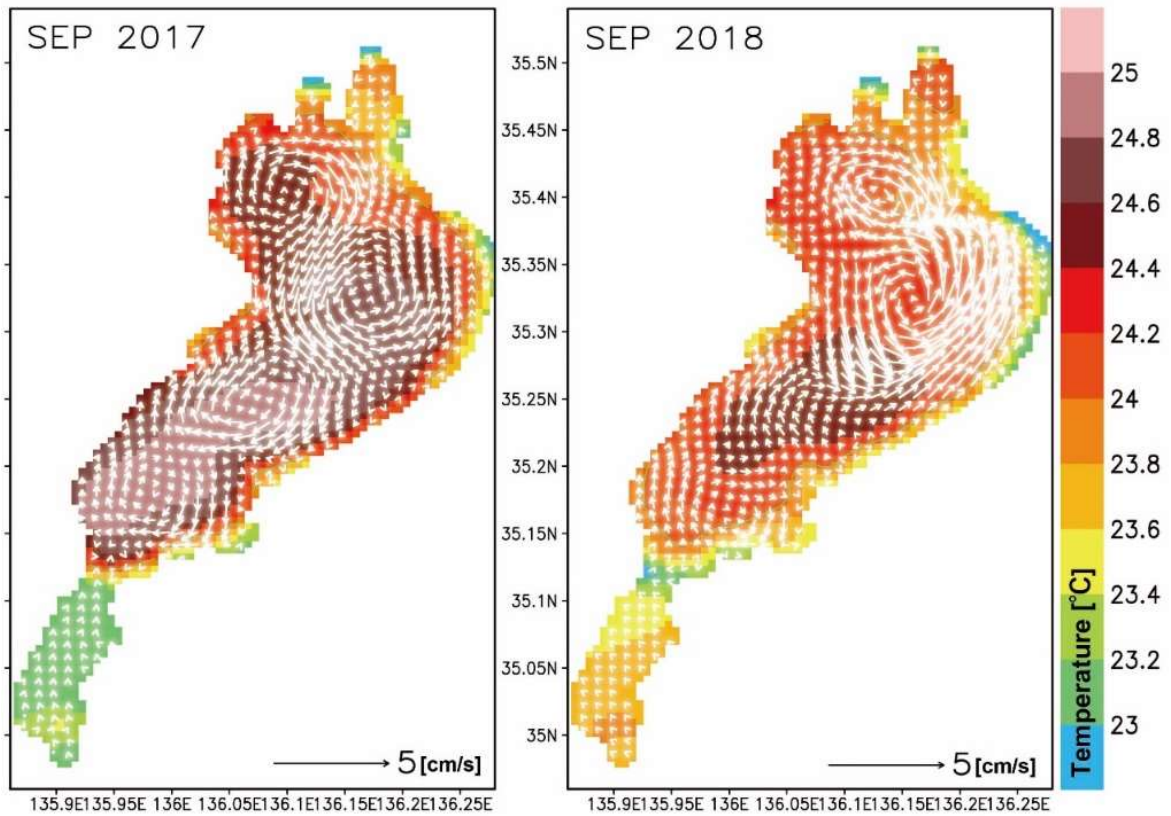 SEP 2017
SEP 2018
35.5N
35.45N
35.4N
35.35N
35.3N
35.25N
35.2N
35.15N
35.1N
35.05N
35N
5 [cm/s]
5 [cm/s]
135.9E 135.95E 136E 136.05E 136.1E 136.15E 136.2E 136.25E
135.9E 135.95E 136E 136.05E 136.1E 136.15E 136.2E 136.25E
25
24.8
24.6
24.4
24.2
24
23.8
23.6
23.4
23.2
23
Temperature [°C]